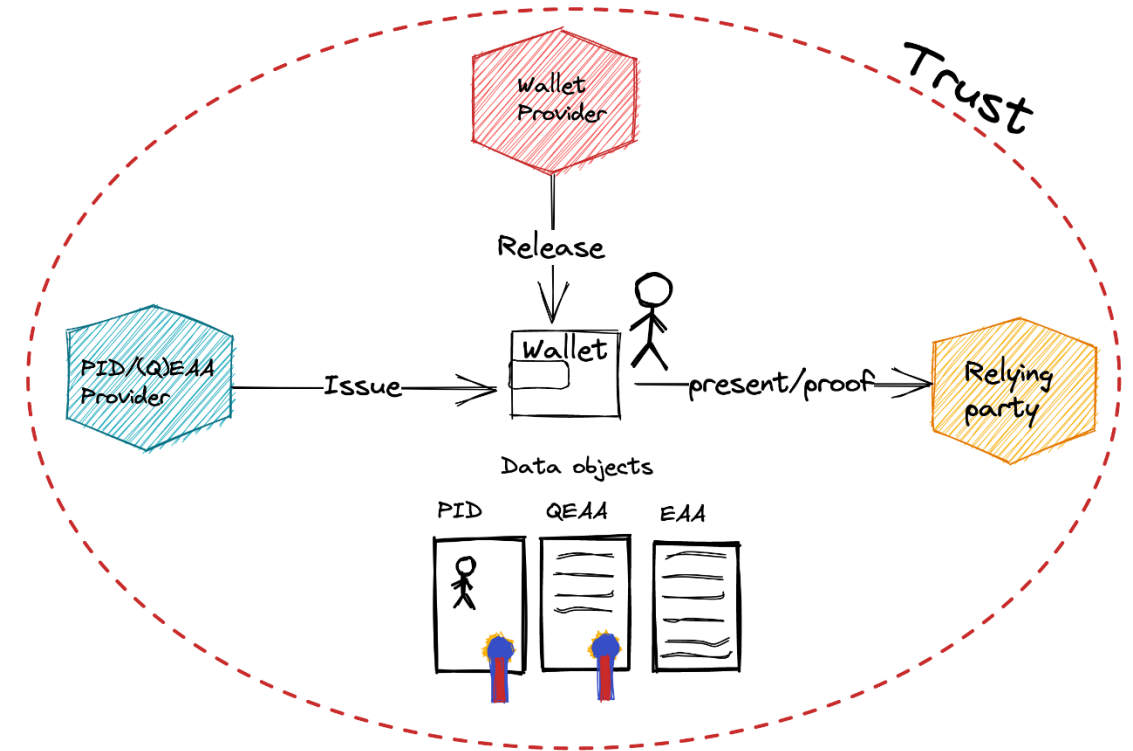 Trust
Wallet
Provider
Release
PID/(Q)EAA
Provider
Issue
Wallet
present/proof
Relying
party
Data objects
PID
QEAA
EAA